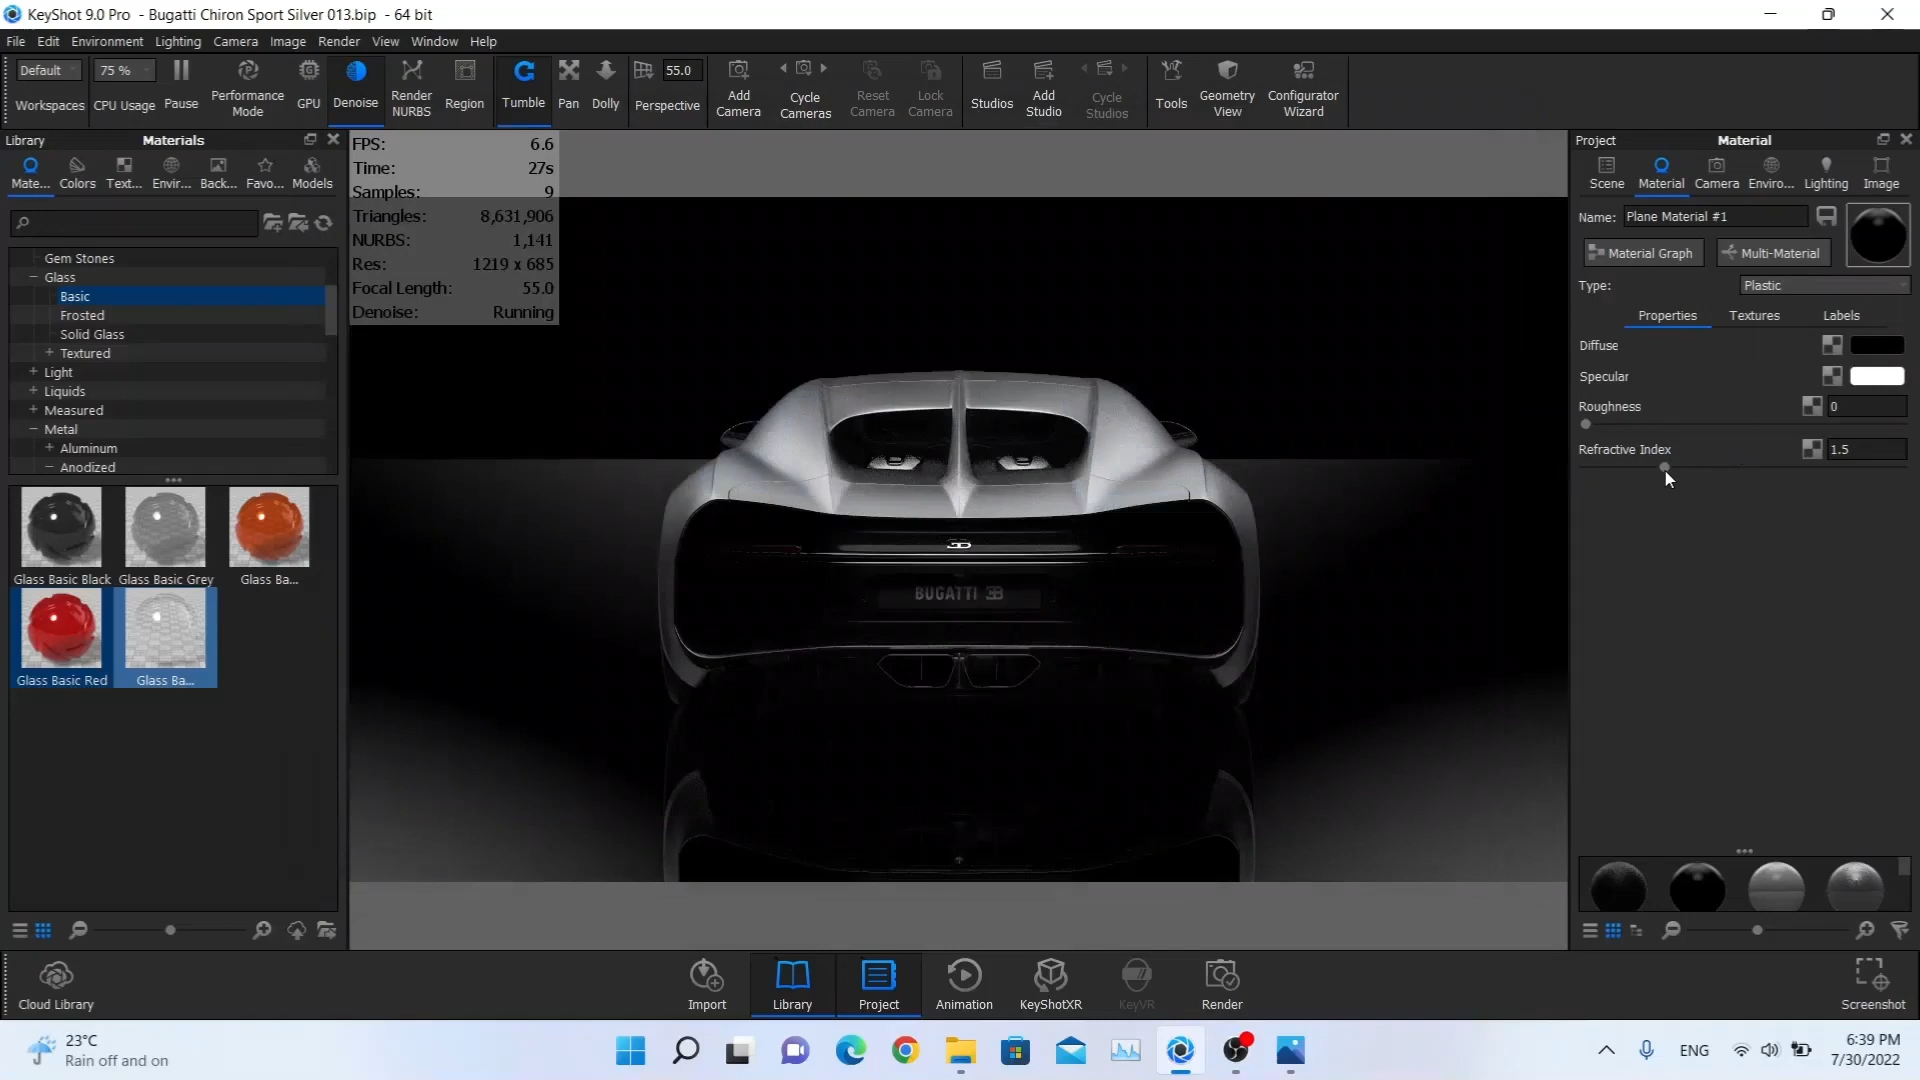 KeyShot 9.0 Pro - Bugatti Chiron Sport Silver 013.bip - 64 bit
File Edit Environment Lighting Camera Image Render View Window Help
Default
Workspaces
75 %
CPU Usage
Pause
Performance Mode
GPU
Denoise
Render NURBS
Region
Tumble
Pan
Dolly
55.0
Perspective
Add Camera
Cycle Cameras
Reset Camera
Lock Camera
Studios
Add Studio
Cycle Studios
Tools
Geometry View
Configurator Wizard
Library
Materials
Mate... Colors Text... Envir... Back... Favo... Models
Gem Stones
Glass
Basic
Frosted
Solid Glass
Textured
Light
Liquids
Measured
Metal
Aluminum
Anodized
Glass Basic Black
Glass Basic Grey
Glass Ba...
Glass Basic Red
Glass Ba...
FPS: 6.6
Time: 27s
Samples: 9
Triangles: 8,631,906
NURBS: 1,141
Res: 1219 x 685
Focal Length: 55.0
Denoise: Running
BUGATTI EB
Project
Material
Scene Material Camera Enviro... Lighting Image
Name: Plane Material #1
Material Graph
Multi-Material
Type: Plastic
Properties Textures Labels
Diffuse
Specular
Roughness 0
Refractive Index 1.5
Cloud Library
Import
Library
Project
Animation
KeyShotXR
KeyVR
Render
Screenshot
23°C
Rain off and on
ENG
6:39 PM
7/30/2022